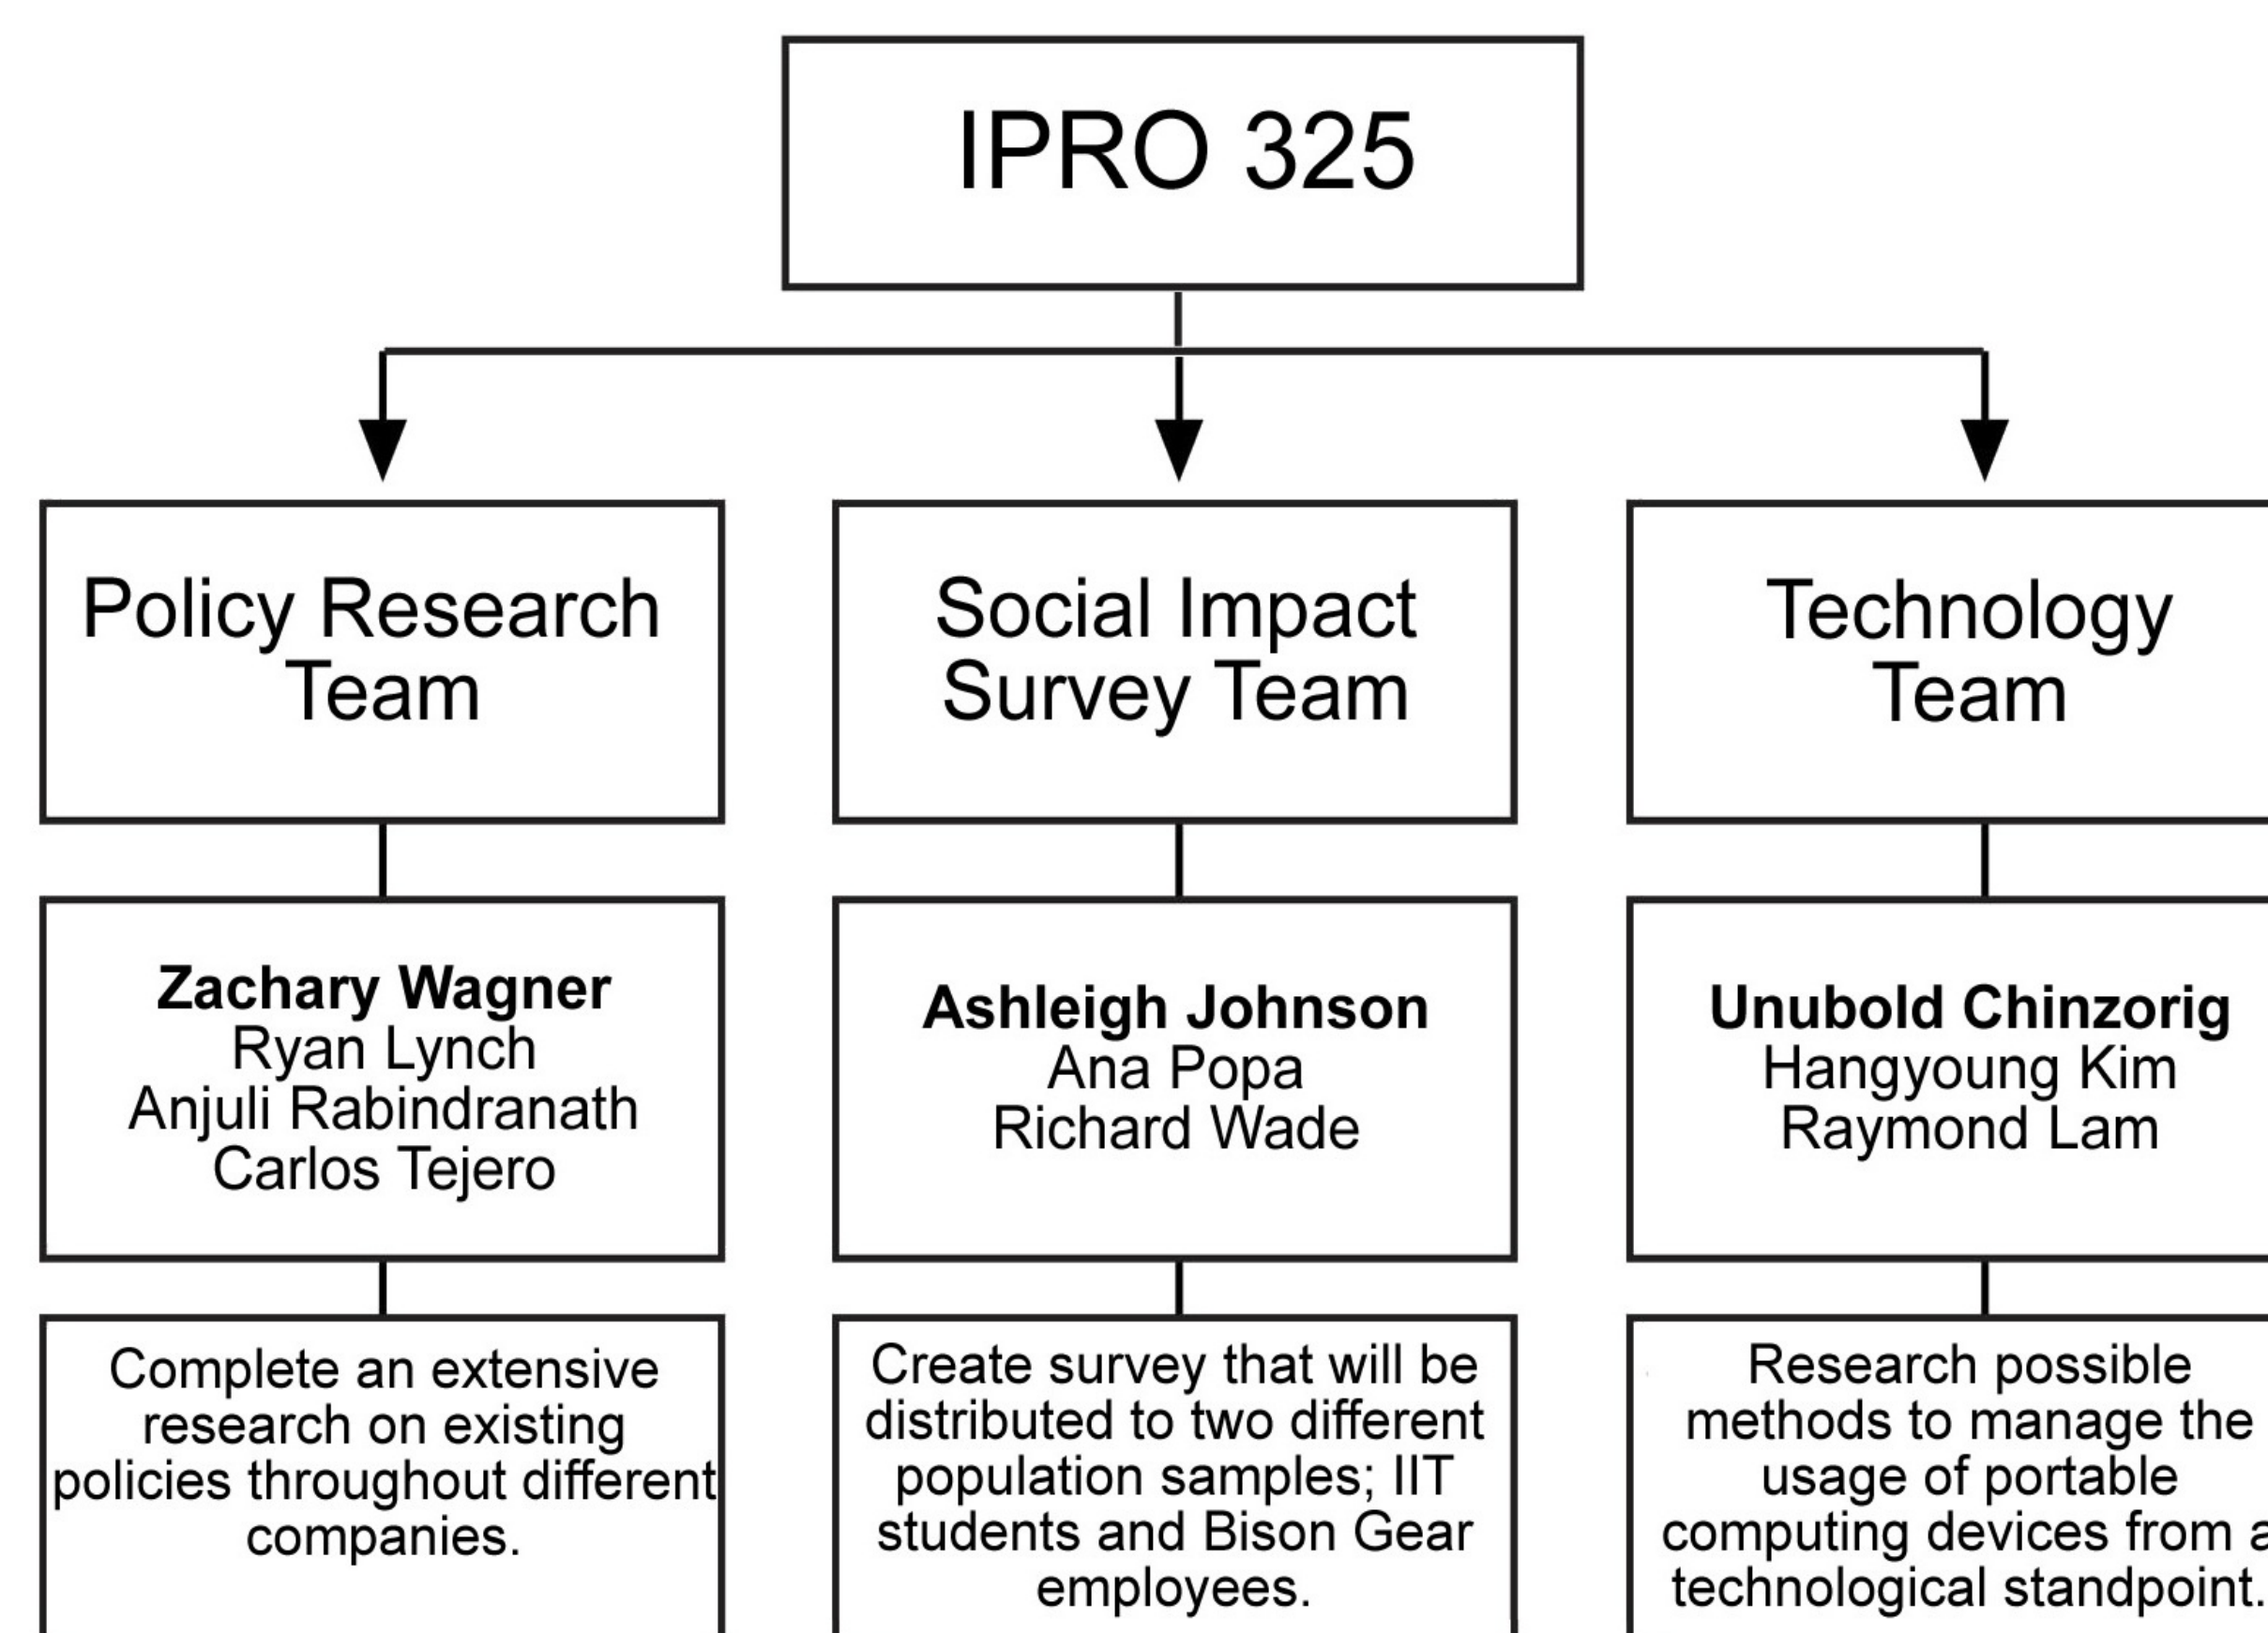 IPRO 325
Policy Research
Team
Social Impact
Survey Team
Technology
Team
Zachary Wagner
Ryan Lynch
Anjuli Rabindranath
Carlos Tejero
Ashleigh Johnson
Ana Popa
Richard Wade
Unubold Chinzorig
Hangyoung Kim
Raymond Lam
Complete an extensive
research on existing
policies throughout different
companies.
Create survey that will be
distributed to two different
population samples; IIT
students and Bison Gear
employees.
Research possible
methods to manage the
usage of portable
computing devices from a
technological standpoint.